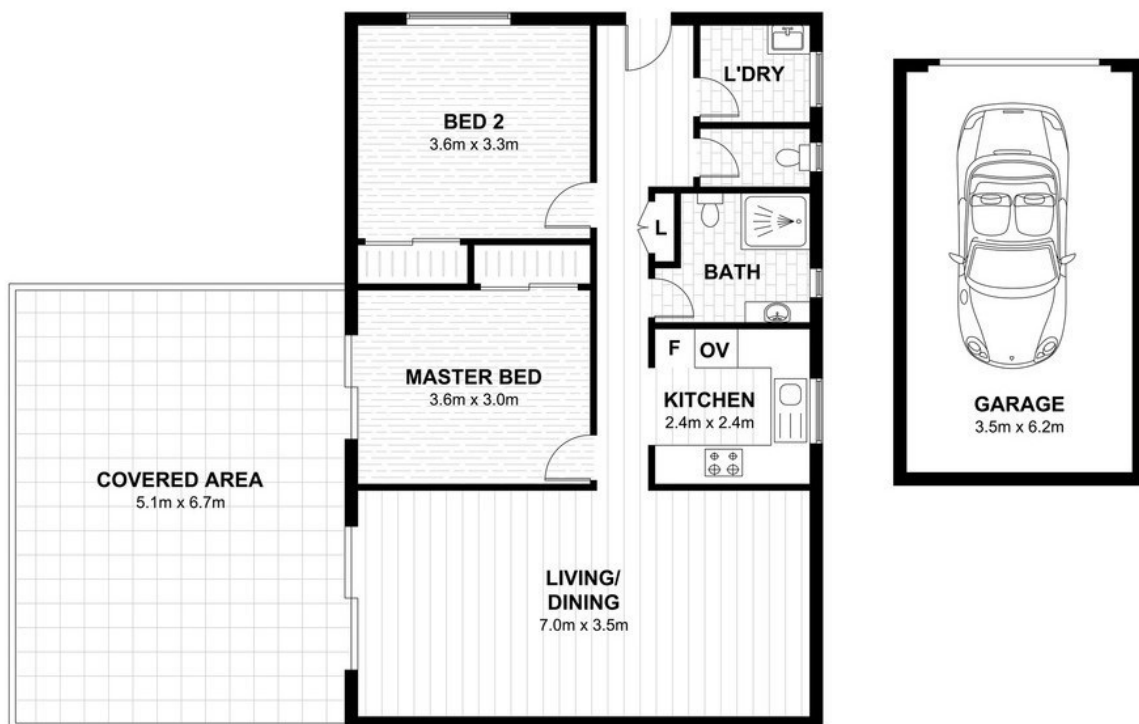 L'DRY
BED 2
3.6m x 3.3m
L
BATH
F
OV
MASTER BED
3.6m x 3.0m
KITCHEN
2.4m x 2.4m
GARAGE
3.5m x 6.2m
COVERED AREA
5.1m x 6.7m
LIVING/
DINING
7.0m x 3.5m